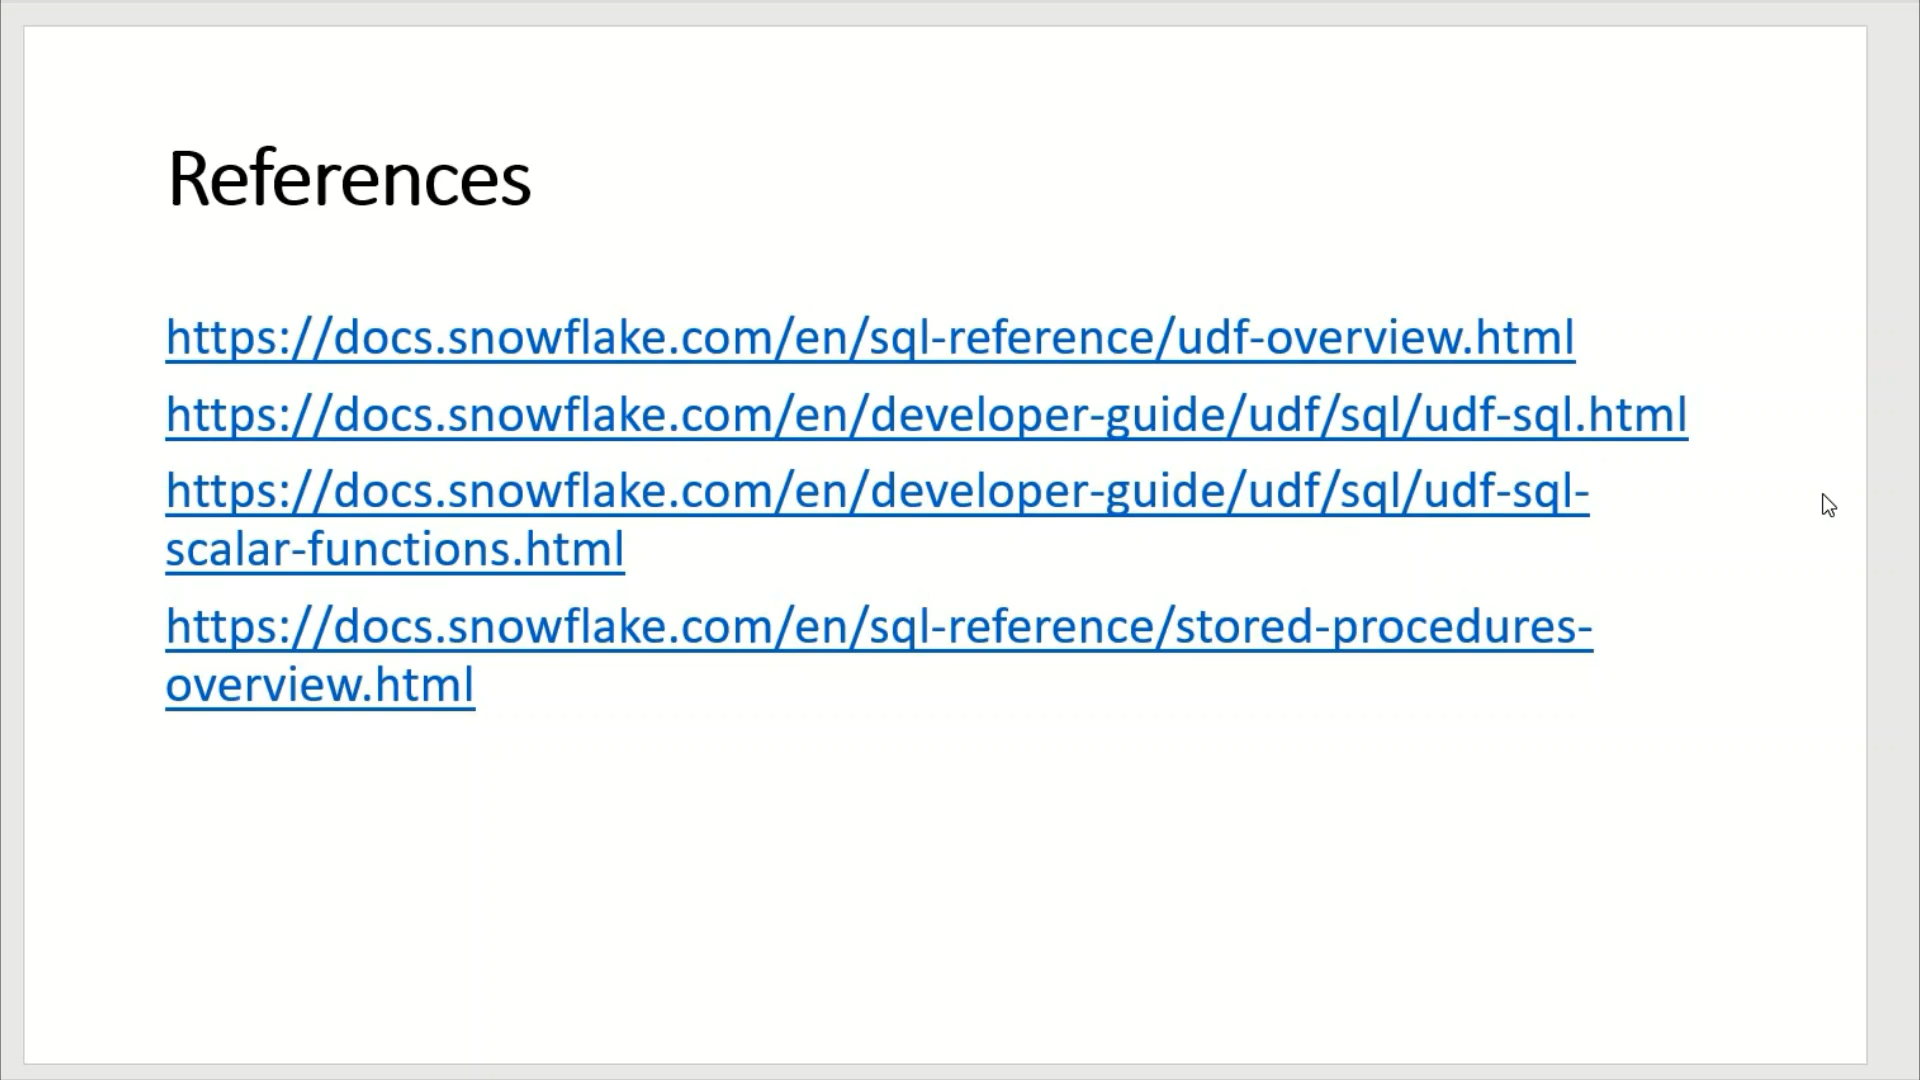 References
https://docs.snowflake.com/en/sql-reference/udf-overview.html
https://docs.snowflake.com/en/developer-guide/udf/sql/udf-sql.html
https://docs.snowflake.com/en/developer-guide/udf/sql/udf-sql-
scalar-functions.html
https://docs.snowflake.com/en/sql-reference/stored-procedures-
overview.html